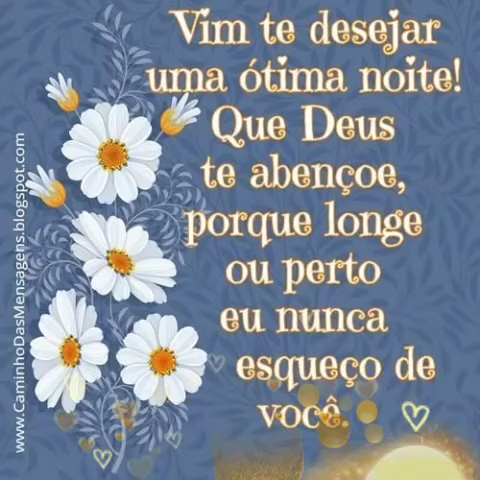 Vim te desejar
uma ótima noite!
Que Deus
te abençoe,
porque longe
ou perto
eu nunca
esqueço de
você.
www.CaminhoDasMensagens.blogspot.com